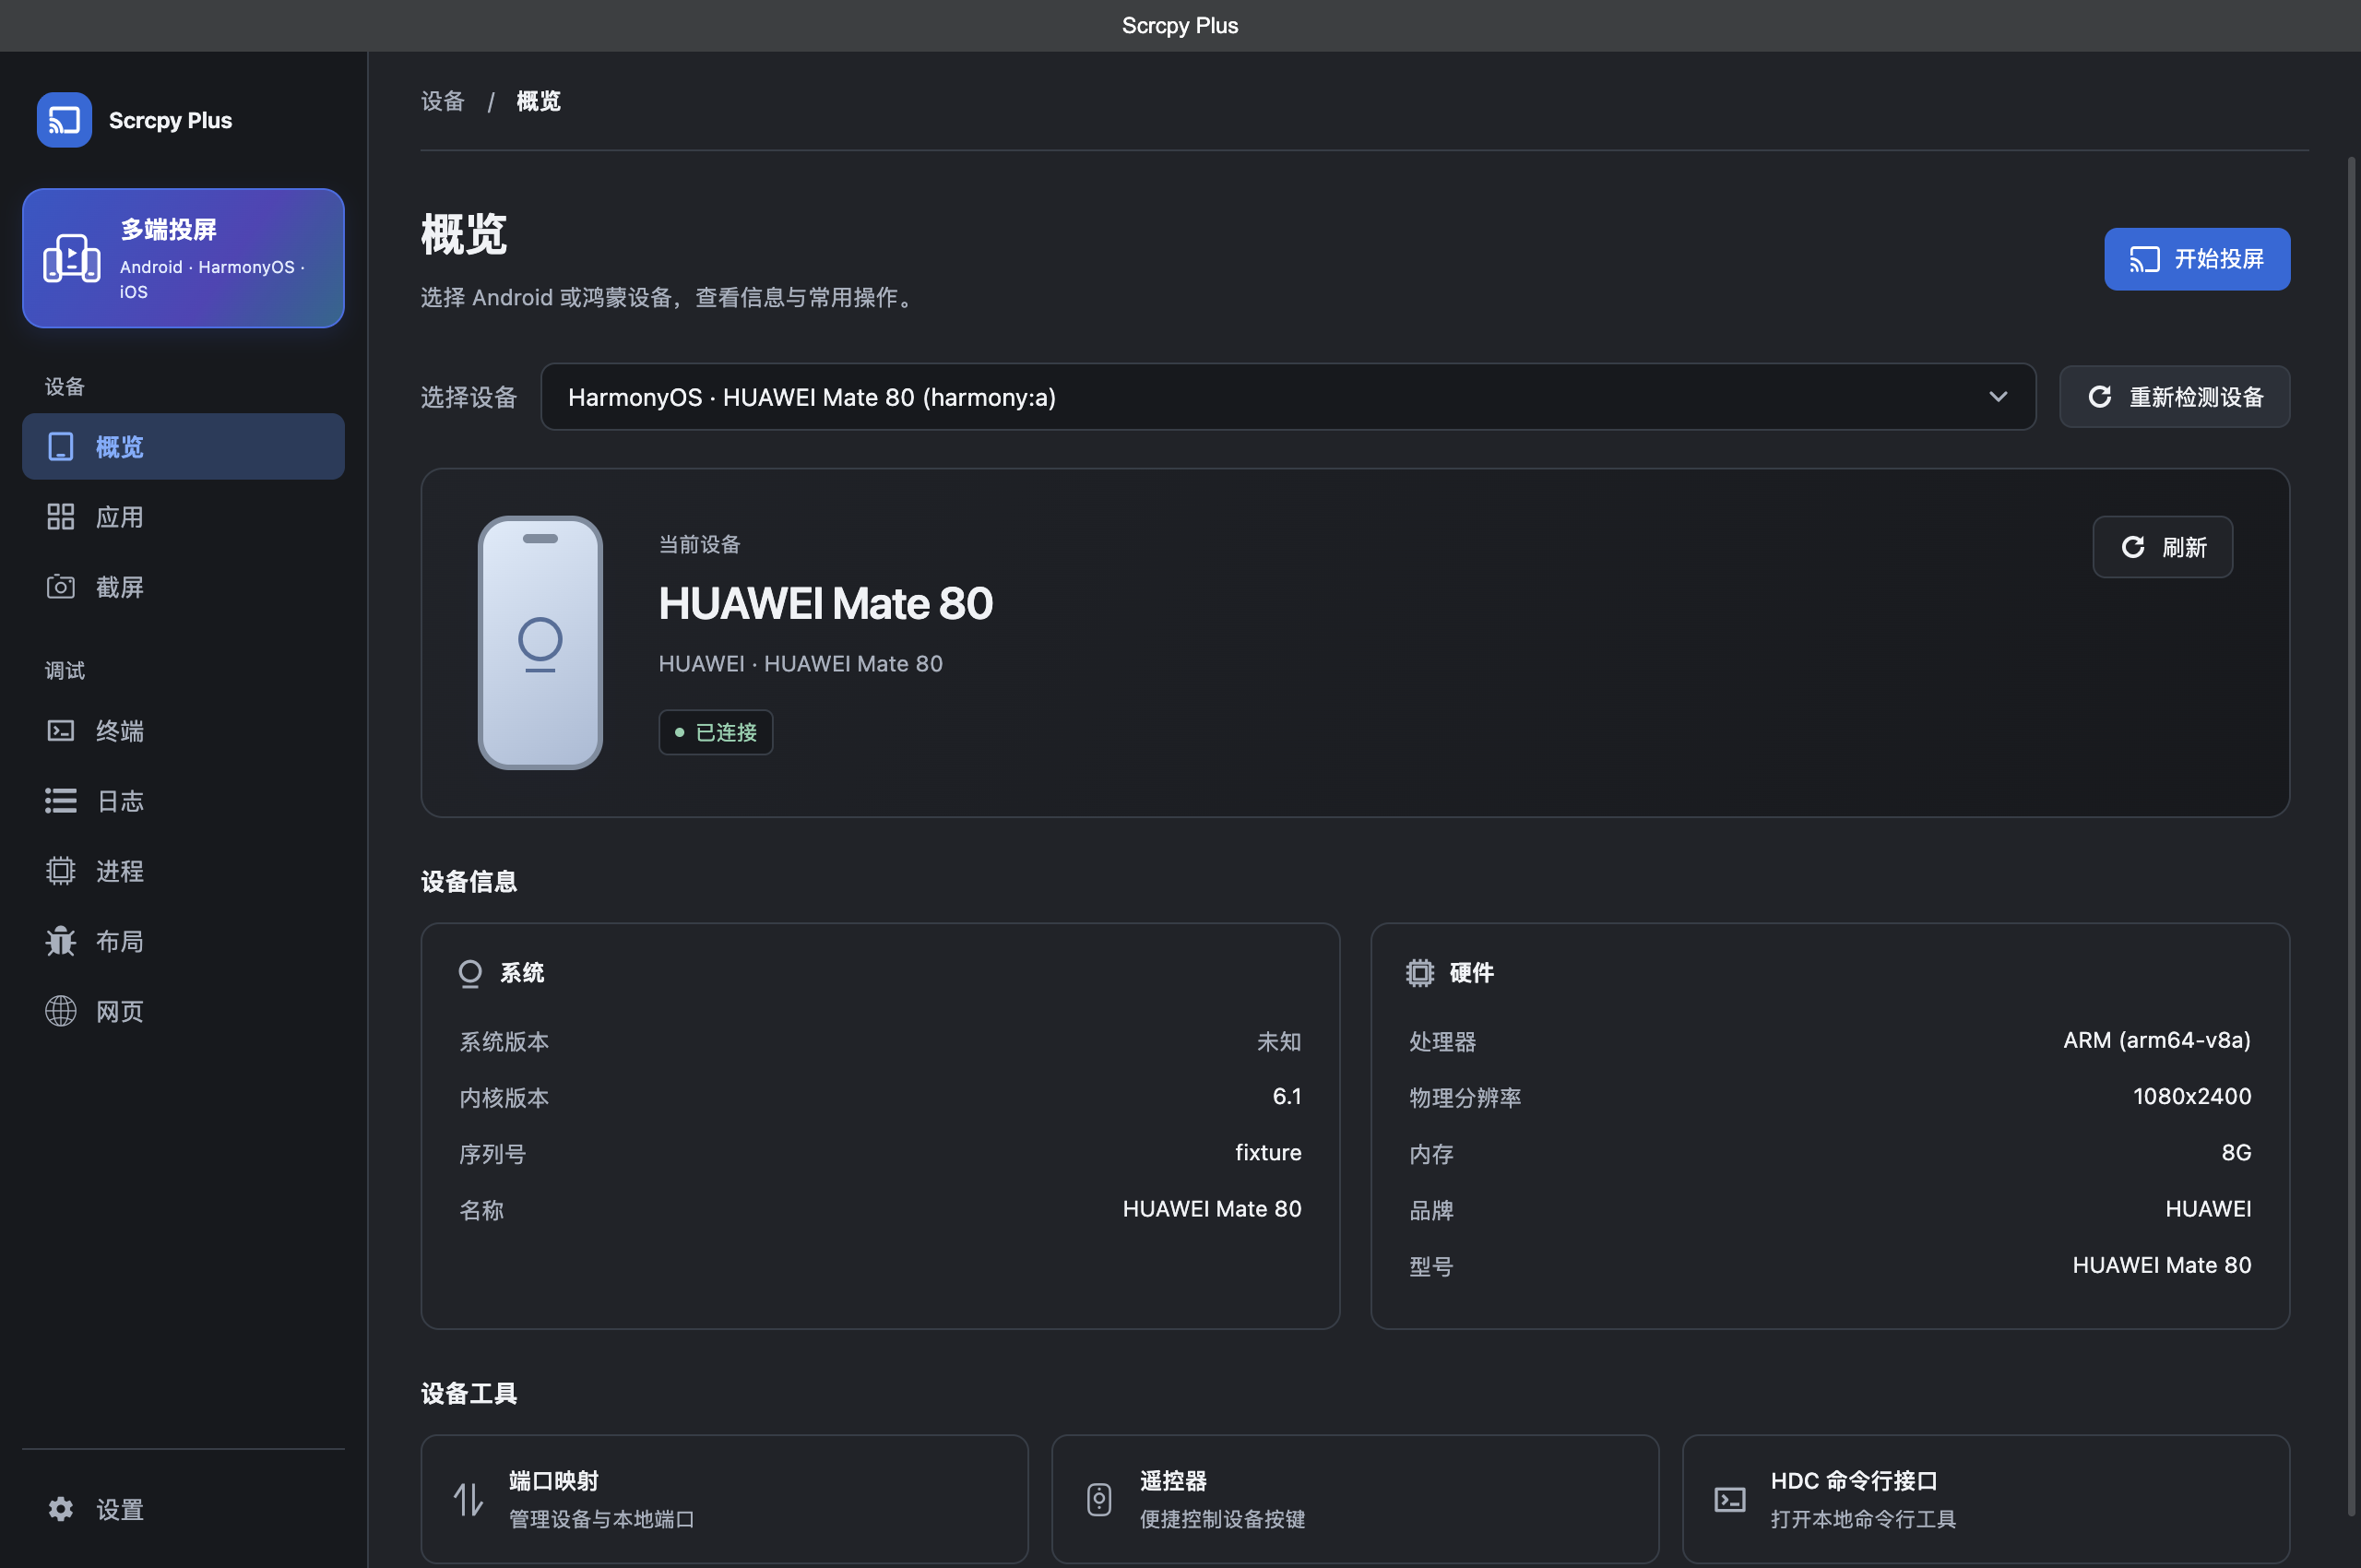 Scrcpy Plus
Scrcpy Plus
多端投屏
Android · HarmonyOS ·
iOS
设备
概览
应用
截屏
调试
终端
日志
进程
布局
网页
设置
设备 / 概览
概览
选择 Android 或鸿蒙设备，查看信息与常用操作。
开始投屏
选择设备
HarmonyOS · HUAWEI Mate 80 (harmony:a)
重新检测设备
当前设备
HUAWEI Mate 80
HUAWEI · HUAWEI Mate 80
已连接
刷新
设备信息
系统
系统版本 未知
内核版本 6.1
序列号 fixture
名称 HUAWEI Mate 80
硬件
处理器 ARM (arm64-v8a)
物理分辨率 1080x2400
内存 8G
品牌 HUAWEI
型号 HUAWEI Mate 80
设备工具
端口映射
管理设备与本地端口
遥控器
便捷控制设备按键
HDC 命令行接口
打开本地命令行工具